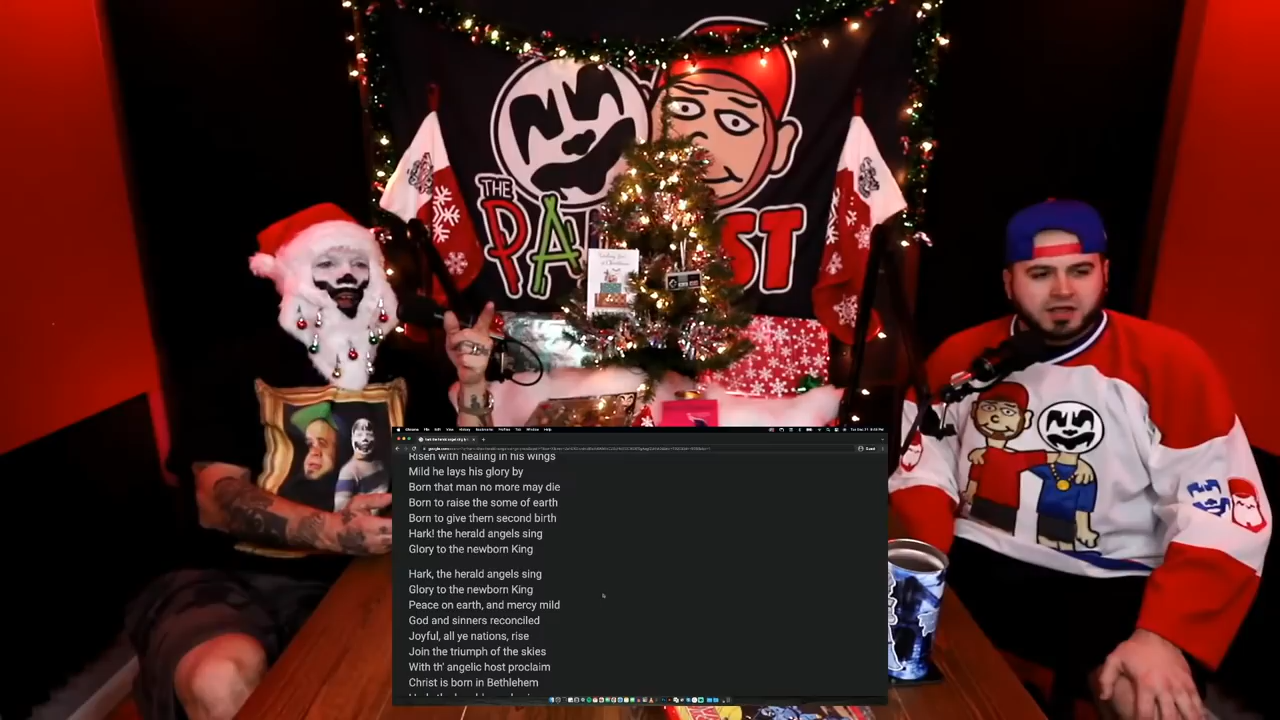 THE
Risen with healing in his wings
Mild he lays his glory by
Born that man no more may die
Born to raise the some of earth
Born to give them second birth
Hark! the herald angels sing
Glory to the newborn King
Hark, the herald angels sing
Glory to the newborn King
Peace on earth, and mercy mild
God and sinners reconciled
Joyful, all ye nations, rise
Join the triumph of the skies
With th' angelic host proclaim
Christ is born in Bethlehem